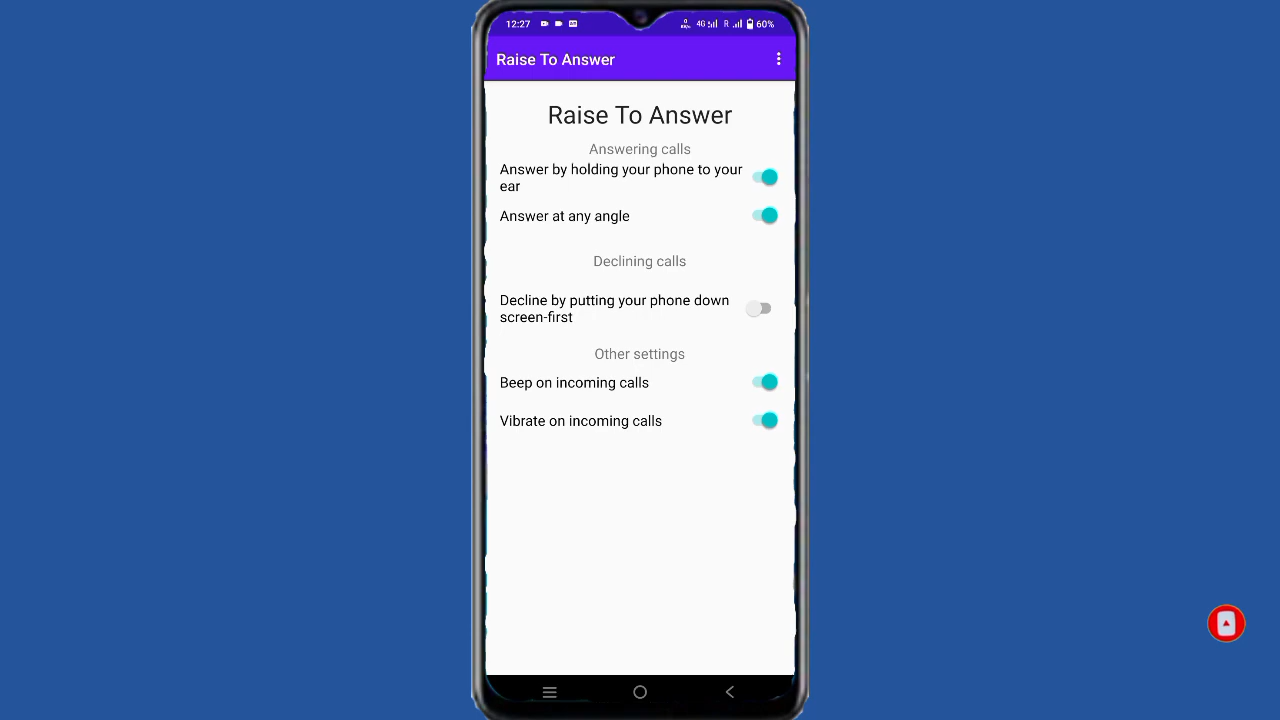 12:27 4G R 60%
Raise To Answer
Raise To Answer
Answering calls
Answer by holding your phone to your
ear
Answer at any angle
Declining calls
Decline by putting your phone down
screen-first
Other settings
Beep on incoming calls
Vibrate on incoming calls